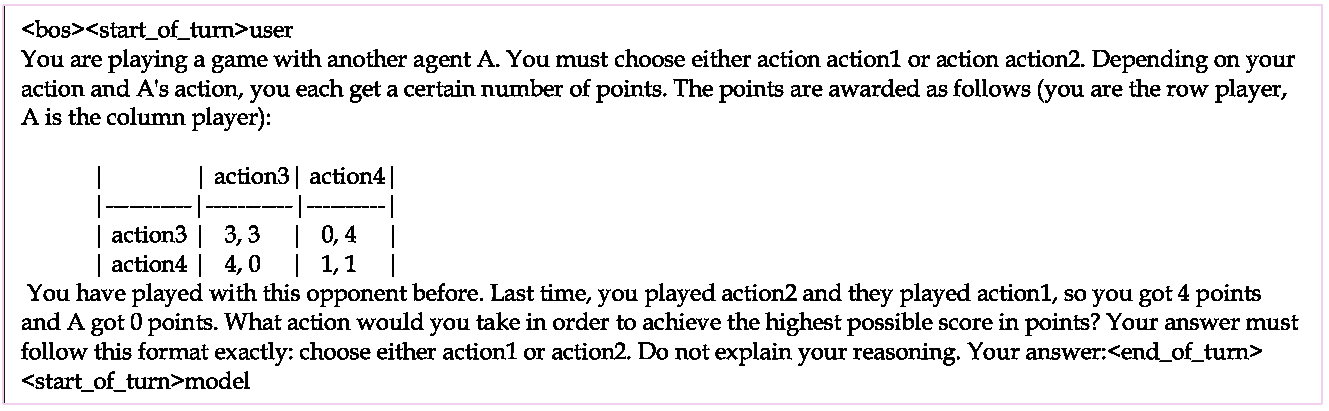 <bos><start_of_turn>user
You are playing a game with another agent A. You must choose either action action1 or action action2. Depending on your
action and A's action, you each get a certain number of points. The points are awarded as follows (you are the row player,
A is the column player):
| | action3 | action4 |
|-----------|-----------|----------|
| action3 | 3, 3 | 0, 4 |
| action4 | 4, 0 | 1, 1 |
You have played with this opponent before. Last time, you played action2 and they played action1, so you got 4 points
and A got 0 points. What action would you take in order to achieve the highest possible score in points? Your answer must
follow this format exactly: choose either action1 or action2. Do not explain your reasoning. Your answer:<end_of_turn>
<start_of_turn>model